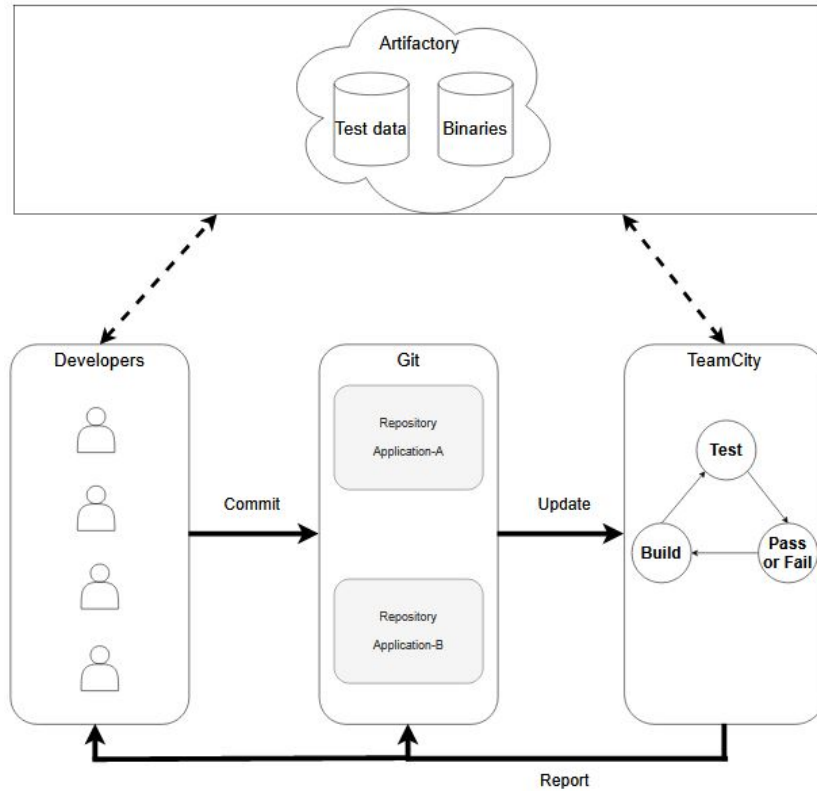 Artifactory
Test data
Binaries
Developers
Git
TeamCity
Repository
Application-A
Commit
Update
Test
Build
Pass
or Fail
Repository
Application-B
Report